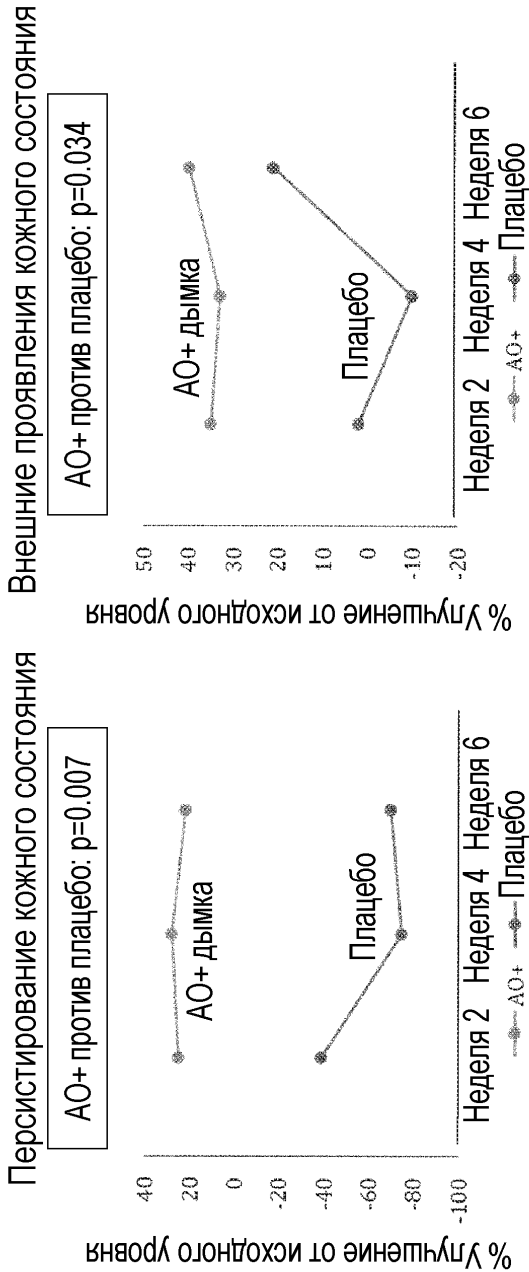 Персистирование кожного состояния
АО+ против плацебо: p=0.007
% Улучшение от исходного уровня
40
20
0
-20
-40
-60
-80
-100
АО+ дымка
Плацебо
Неделя 2 Неделя 4 Неделя 6
АО+ Плацебо
Внешние проявления кожного состояния
АО+ против плацебо: p=0.034
% Улучшение от исходного уровня
50
40
30
20
10
0
-10
-20
АО+ дымка
Плацебо
Неделя 2 Неделя 4 Неделя 6
АО+ Плацебо